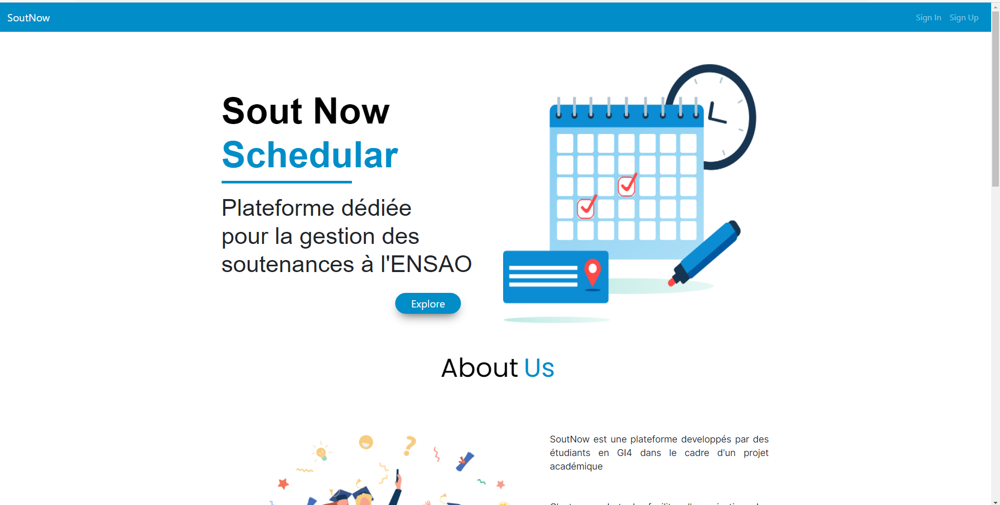 SoutNow
Sign In Sign Up
Sout Now
Schedular
Plateforme dédiée
pour la gestion des
soutenances à l'ENSAO
Explore
About Us
SoutNow est une plateforme developpés par des
étudiants en GI4 dans le cadre d'un projet
académique